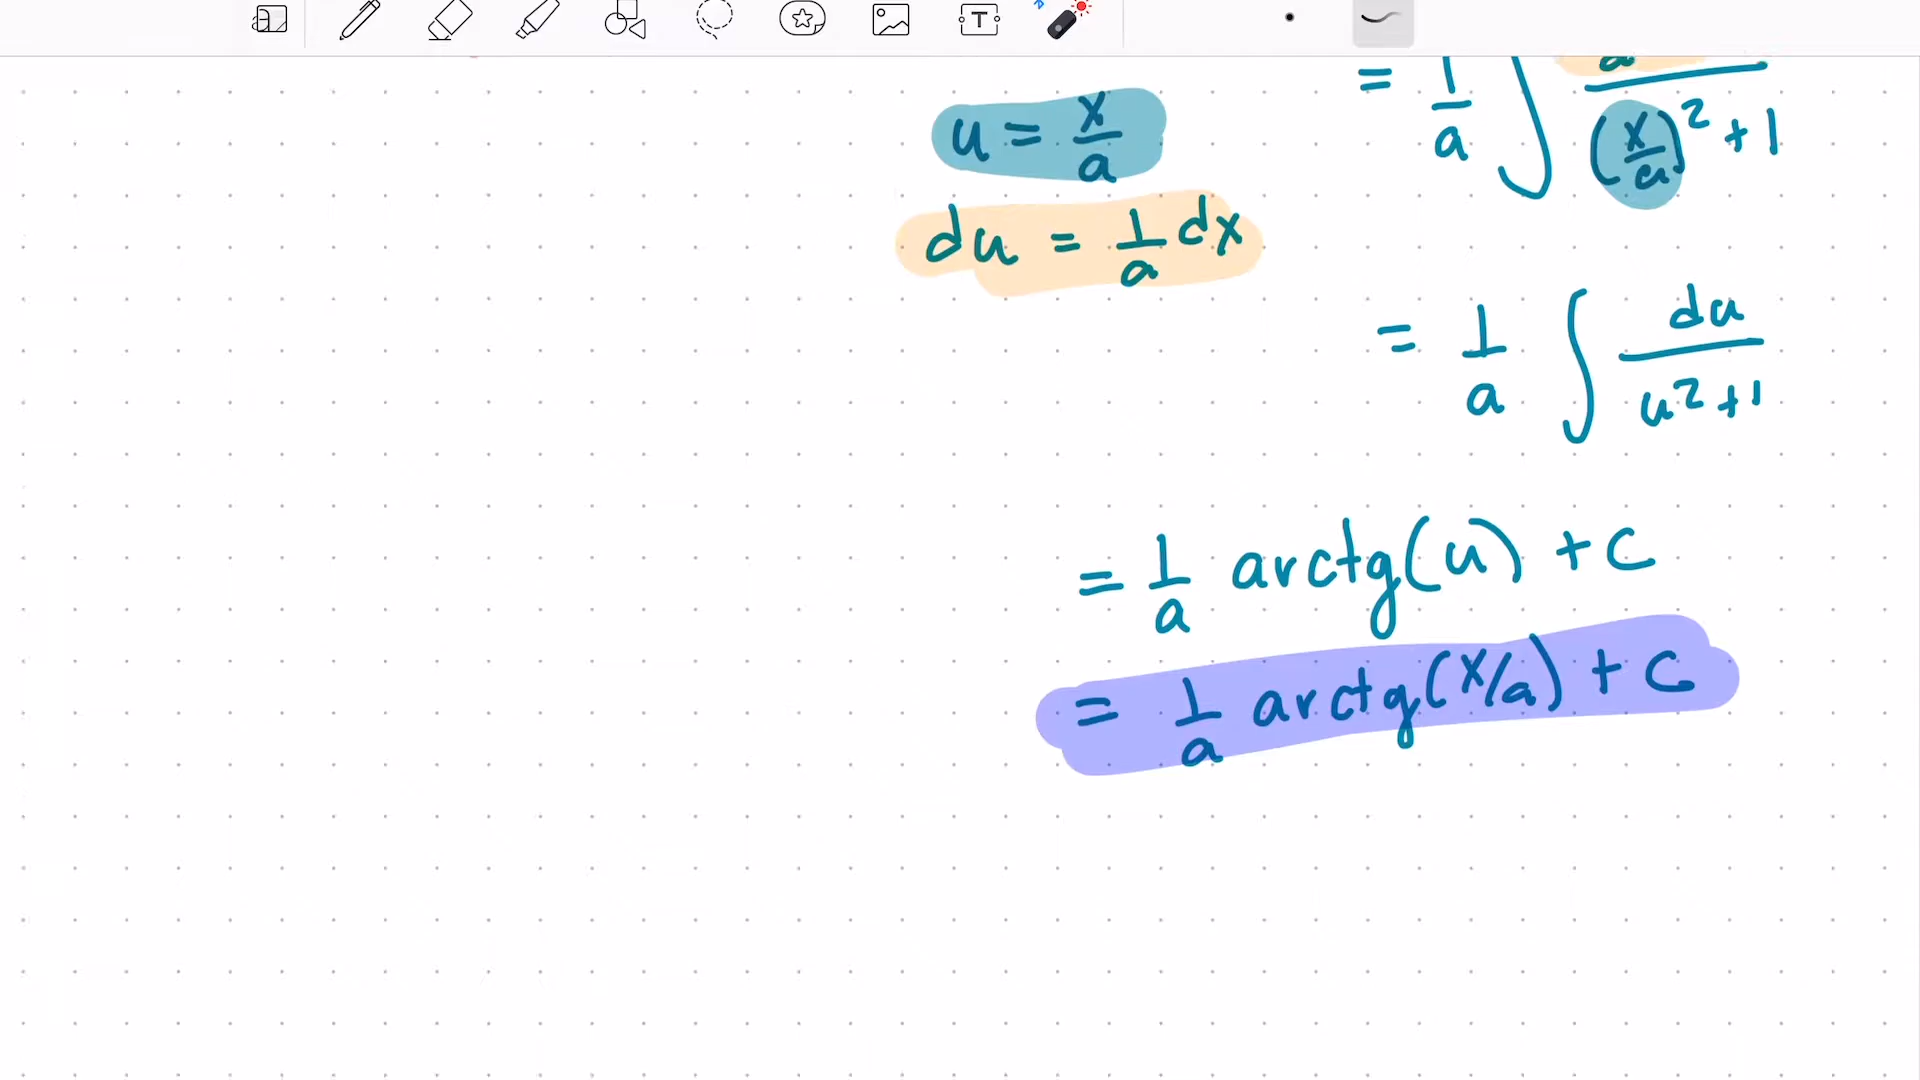 u = x/a
du = 1/a dx
= 1/a ∫ a / (x/a)² + 1
= 1/a ∫ du / u² + 1
= 1/a arctg(u) + c
= 1/a arctg(x/a) + c